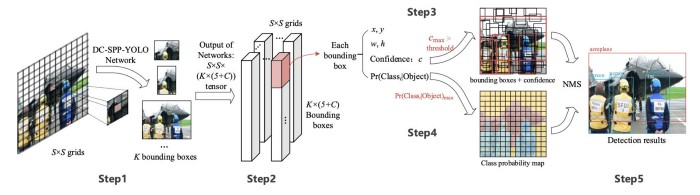 S×S grids
Step3
DC-SPP-YOLO
Network
Output of
Networks:
S×S×
(K×(5+C))
tensor
Each
bounding
box
x, y
w, h
Confidence: c
Pr(Class_i|Object)
c_max >
threshold
Pr(Class_i|Object)_max
bounding boxes + confidence
NMS
aeroplane
K×(5+C)
Bounding
boxes
...
S×S grids
K bounding boxes
Class probability map
Detection results
Step1
Step2
Step4
Step5